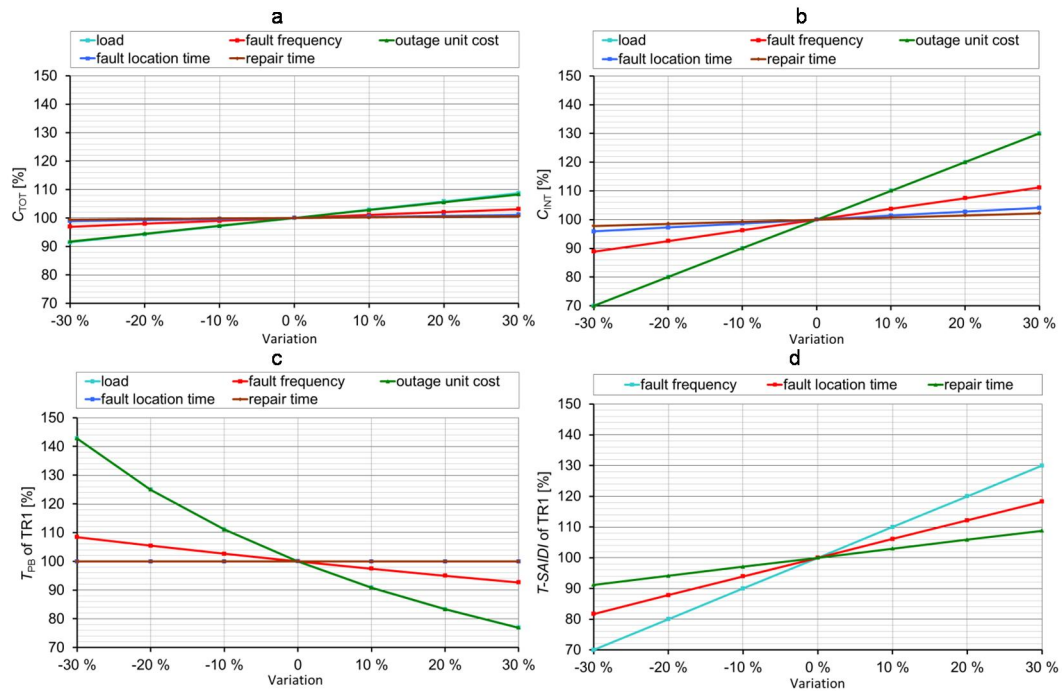 a
load fault frequency outage unit cost
fault location time repair time
150
140
130
120
110
100
90
80
70
C_TOT [%]
-30 % -20 % -10 % 0 % 10 % 20 % 30 %
Variation
b
load fault frequency outage unit cost
fault location time repair time
150
140
130
120
110
100
90
80
70
C_INT [%]
-30 % -20 % -10 % 0 10 % 20 % 30 %
Variation
c
load fault frequency outage unit cost
fault location time repair time
150
140
130
120
110
100
90
80
70
T_PB of TR1 [%]
-30 % -20 % -10 % 0 10 % 20 % 30 %
Variation
d
fault frequency fault location time repair time
150
140
130
120
110
100
90
80
70
T-SAIDI of TR1 [%]
-30 % -20 % -10 % 0 % 10 % 20 % 30 %
Variation